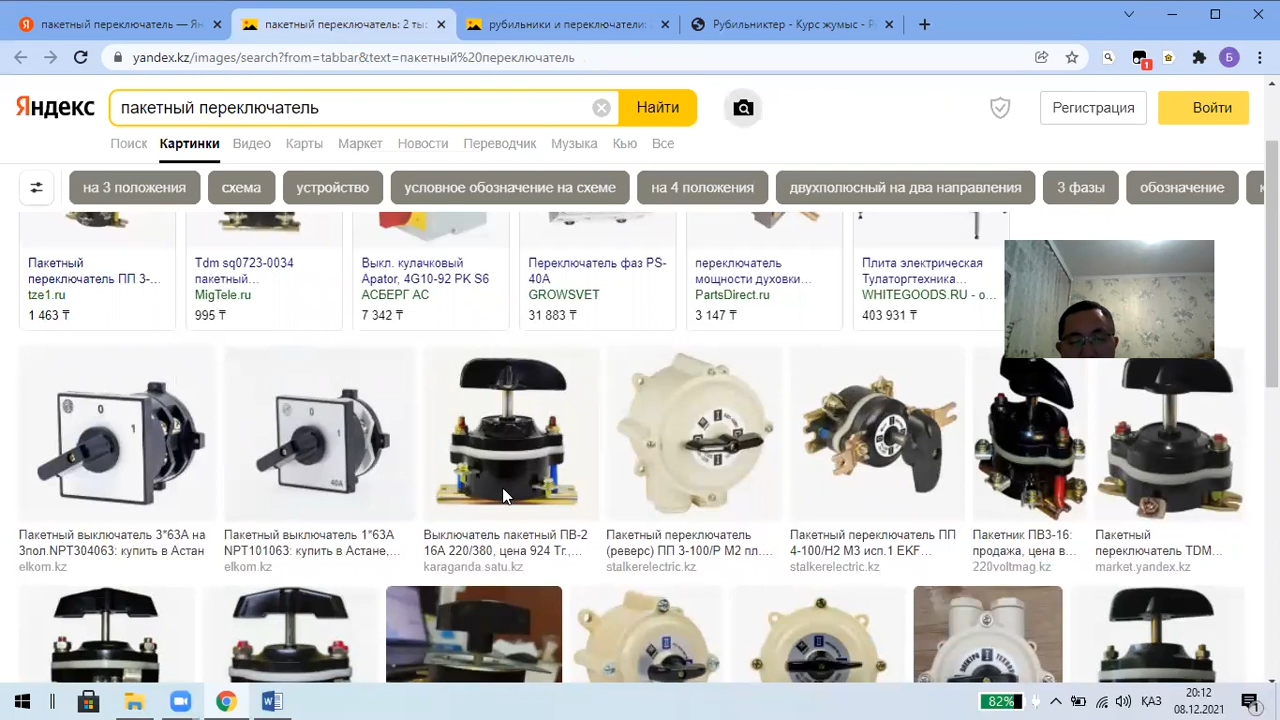 пакетный переключатель — Ян
пакетный переключатель: 2 ты
рубильники и переключатели:
Рубильниктер - Курс жумыс - Р
yandex.kz/images/search?from=tabbar&text=пакетный%20переключатель
1
Б
Яндекс
пакетный переключатель
Найти
Регистрация
Войти
Поиск Картинки Видео Карты Маркет Новости Переводчик Музыка Кью Все
на 3 положения
схема
устройство
условное обозначение на схеме
на 4 положения
двухполюсный на два направления
3 фазы
обозначение
Пакетный
переключатель ПП 3-...
tze1.ru
1 463 ₸
Tdm sq0723-0034
пакетный...
MigTele.ru
995 ₸
Выкл. кулачковый
Apator, 4G10-92 PK S6
АСБЕРГ АС
7 342 ₸
Переключатель фаз PS-
40A
GROWSVET
31 883 ₸
переключатель
мощности духовки...
PartsDirect.ru
3 147 ₸
Плита электрическая
Тулаторгтехника...
WHITEGOODS.RU - о...
403 931 ₸
0
1
0
1
40A
Пакетный выключатель 3*63А на
3пол.NPT304063: купить в Астан
elkom.kz
Пакетный выключатель 1*63А
NPT101063: купить в Астане,...
elkom.kz
Выключатель пакетный ПВ-2
16А 220/380, цена 924 Тг.,...
karaganda.satu.kz
Пакетный переключатель
(реверс) ПП 3-100/Р М2 пл....
stalkerelectric.kz
Пакетный переключатель ПП
4-100/Н2 М3 исп.1 EKF...
stalkerelectric.kz
Пакетник ПВ3-16:
продажа, цена в...
220voltmag.kz
Пакетный
переключатель TDM...
market.yandex.kz
82%
ҚАЗ
20:12
08.12.2021
1